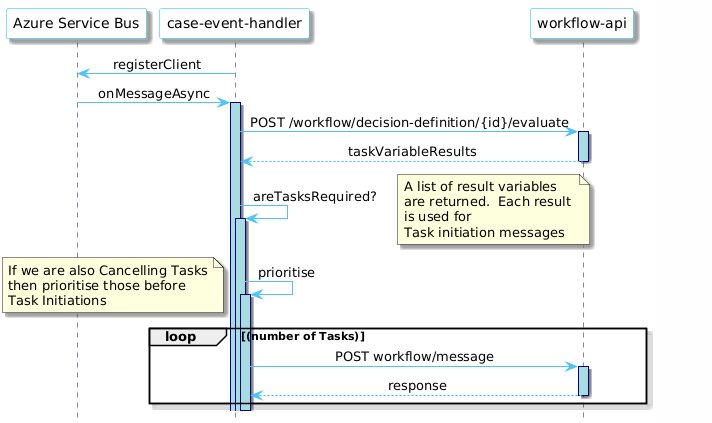 Azure Service Bus
case-event-handler
workflow-api
registerClient
onMessageAsync
POST /workflow/decision-definition/{id}/evaluate
taskVariableResults
A list of result variables
are returned.  Each result
is used for
Task initiation messages
areTasksRequired?
If we are also Cancelling Tasks
then prioritise those before
Task Initiations
prioritise
loop
[(number of Tasks)]
POST workflow/message
response